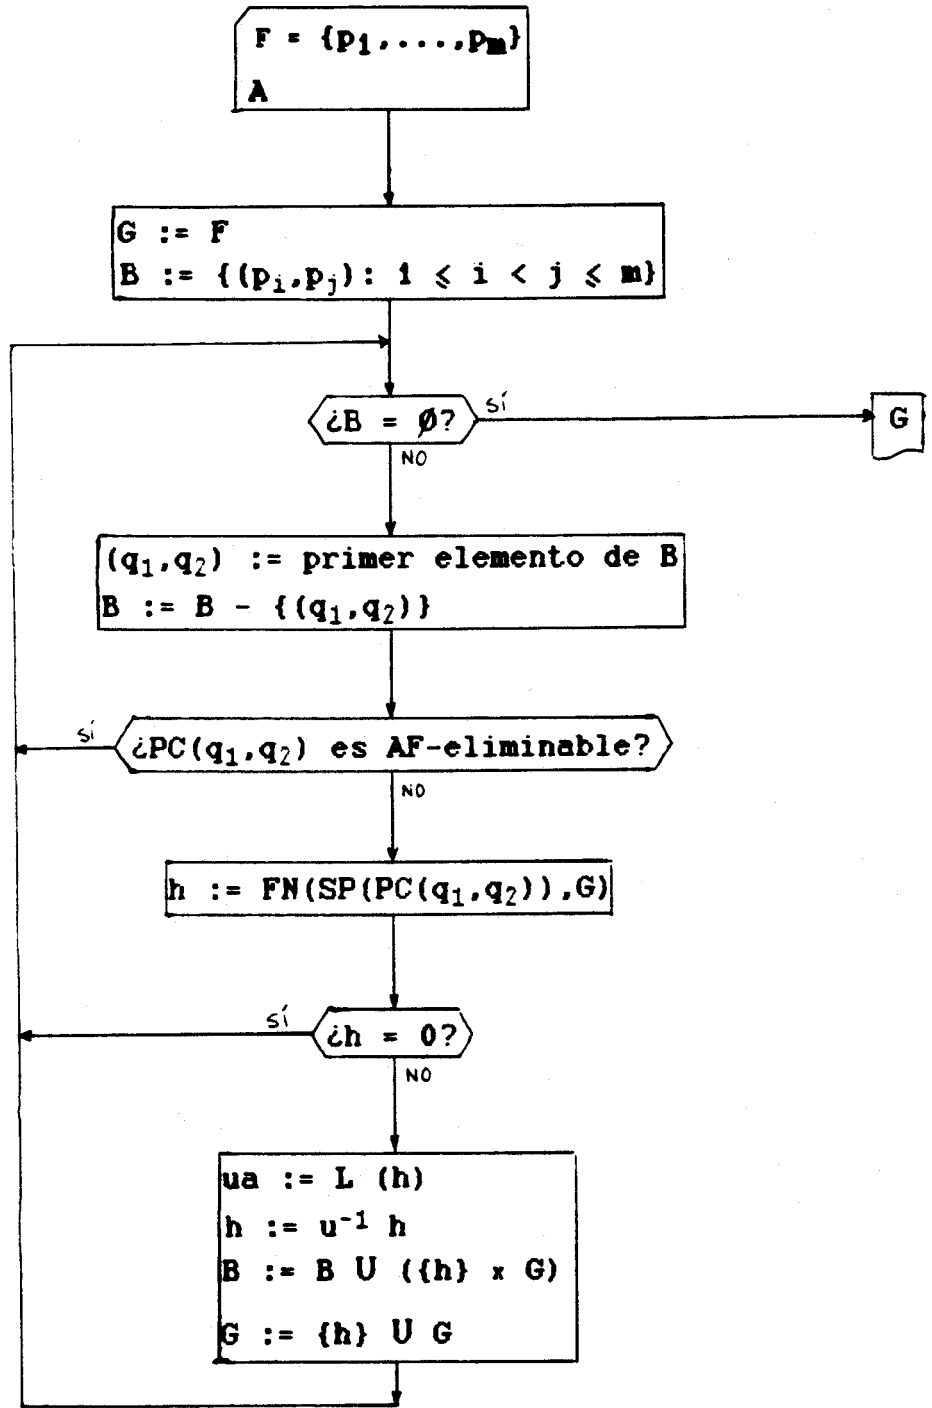 F = {p₁,...,pₘ}
A
G := F
B := {(pᵢ,pⱼ): 1 ⩽ i < j ⩽ m}
¿B = Ø?
SÍ
G
NO
(q₁,q₂) := primer elemento de B
B := B - {(q₁,q₂)}
SÍ
¿PC(q₁,q₂) es AF-eliminable?
NO
h := FN(SP(PC(q₁,q₂)),G)
SÍ
¿h = 0?
NO
ua := L (h)
h := u⁻¹ h
B := B U ({h} x G)
G := {h} U G